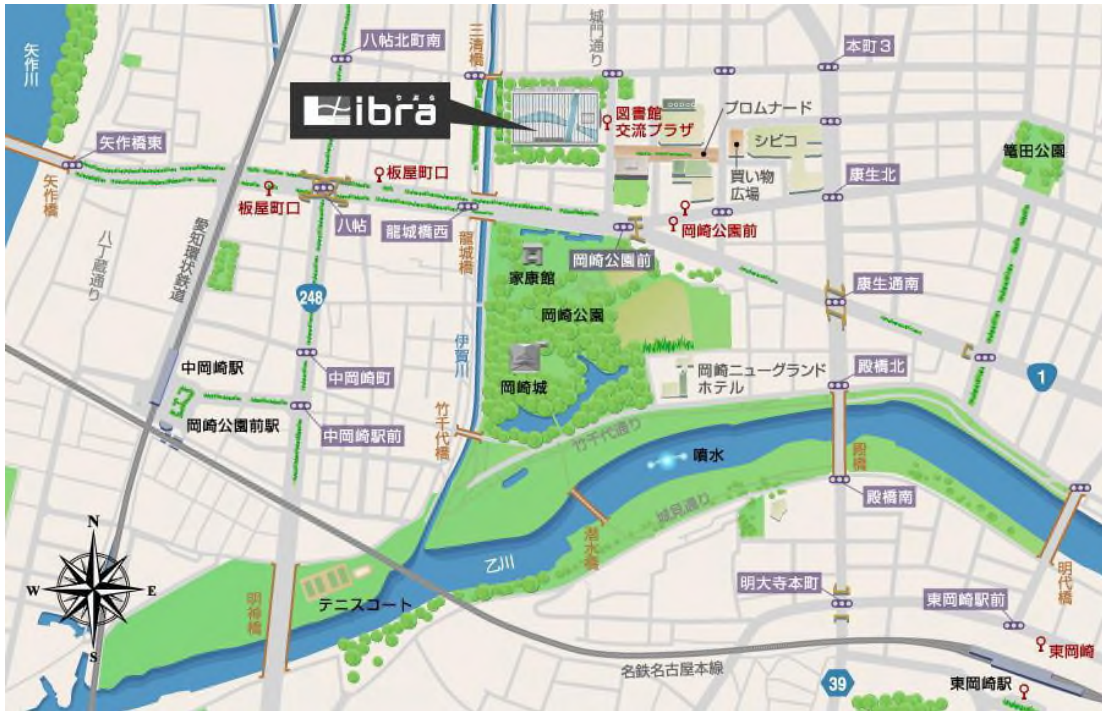 矢作川
八帖北町南
三清橋
城門通り
本町3
りぶら
Libra
図書館
交流プラザ
プロムナード
シビコ
買い物
広場
籠田公園
矢作橋東
矢作橋
板屋町口
板屋町口
八帖
龍城橋西
龍城橋
岡崎公園前
岡崎公園前
康生北
八丁蔵通り
愛知環状鉄道
248
家康館
岡崎公園
康生通南
伊賀川
岡崎城
岡崎ニューグランド
ホテル
殿橋北
1
中岡崎駅
中岡崎町
岡崎公園前駅
中岡崎駅前
竹千代橋
竹千代通り
噴水
殿橋
殿橋南
城見通り
潜水橋
乙川
明代橋
N
W
E
S
明神橋
テニスコート
明大寺本町
東岡崎駅前
東岡崎
名鉄名古屋本線
39
東岡崎駅